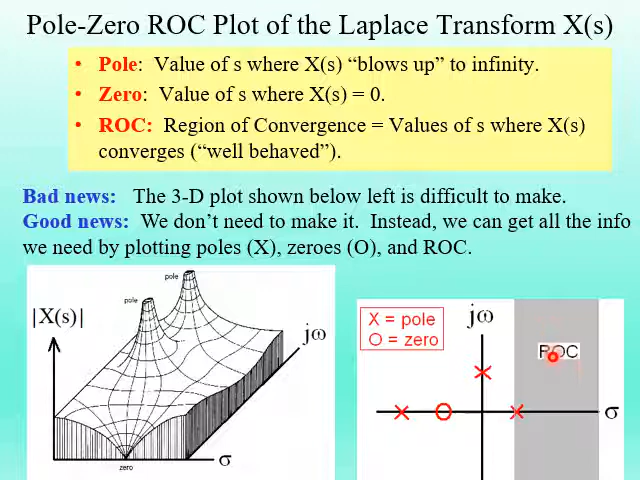 Pole-Zero ROC Plot of the Laplace Transform X(s)
• Pole: Value of s where X(s) “blows up” to infinity.
• Zero: Value of s where X(s) = 0.
• ROC: Region of Convergence = Values of s where X(s)
converges (“well behaved”).
Bad news: The 3-D plot shown below left is difficult to make.
Good news: We don’t need to make it. Instead, we can get all the info
we need by plotting poles (X), zeroes (O), and ROC.
pole
pole
|X(s)|
jω
zero
σ
X = pole
O = zero
jω
ROC
σ